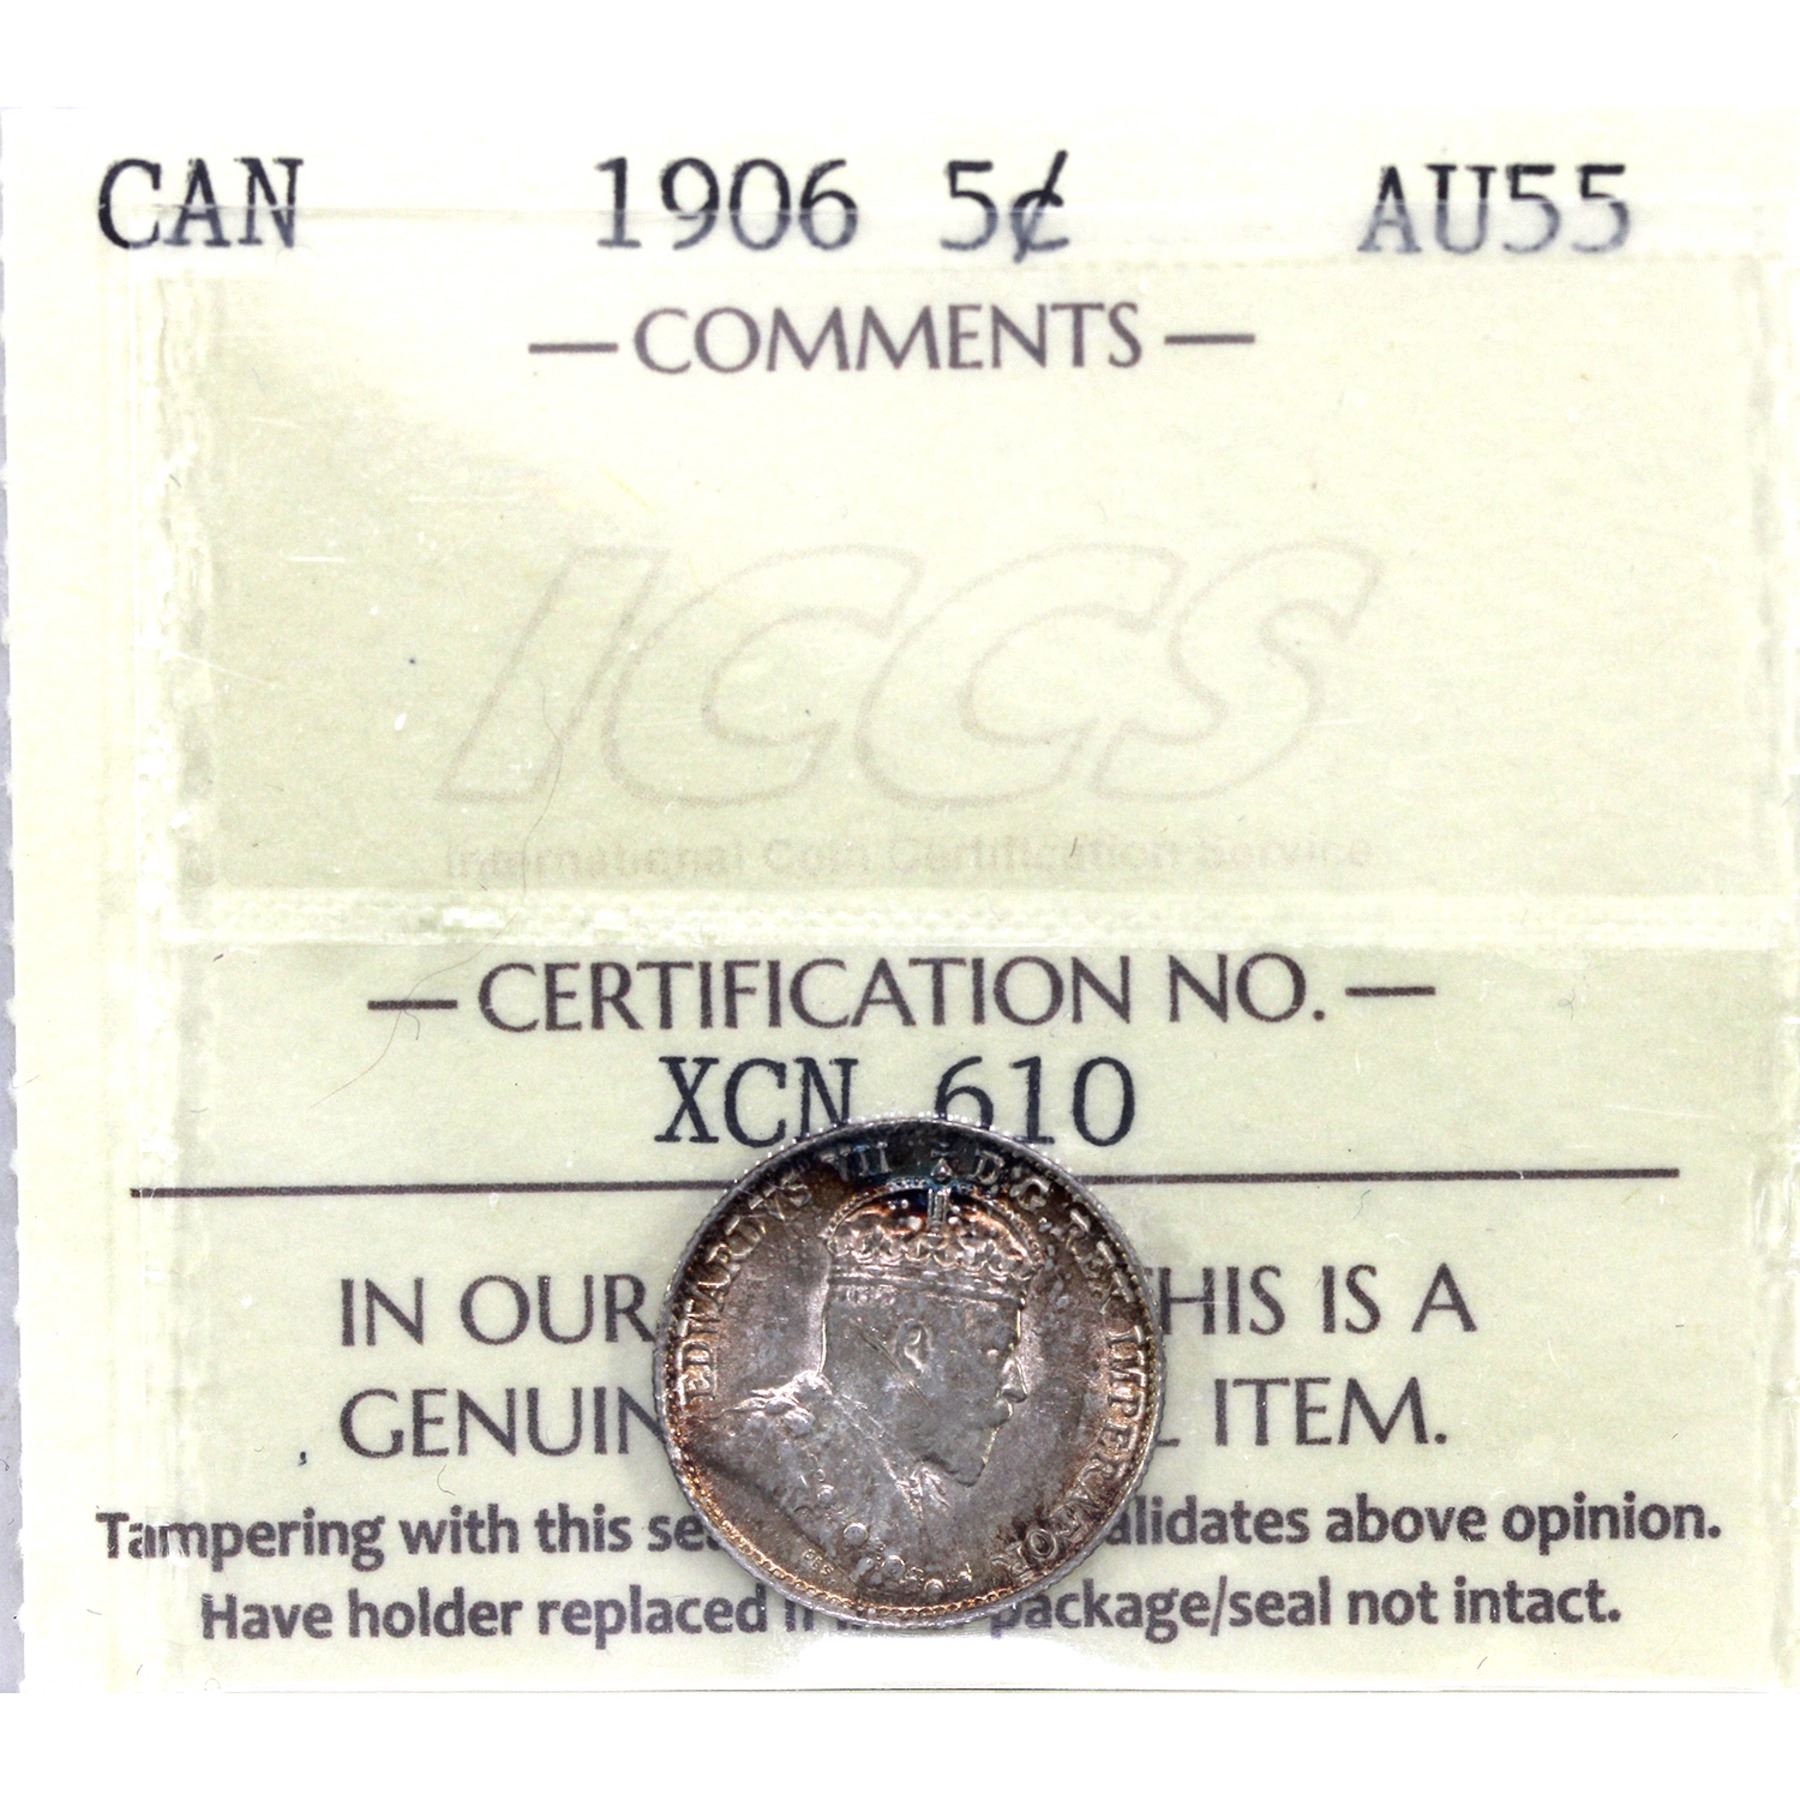 CAN 1906 5¢ AU55
— COMMENTS —
ICCS
International Coin Certification Service
— CERTIFICATION NO. —
XCN 610
IN OUR THIS IS A
GENUIN ITEM.
Tampering with this se alidates above opinion.
Have holder replaced if package/seal not intact.
EDWARDVS VII D.G. REX IMPERATOR